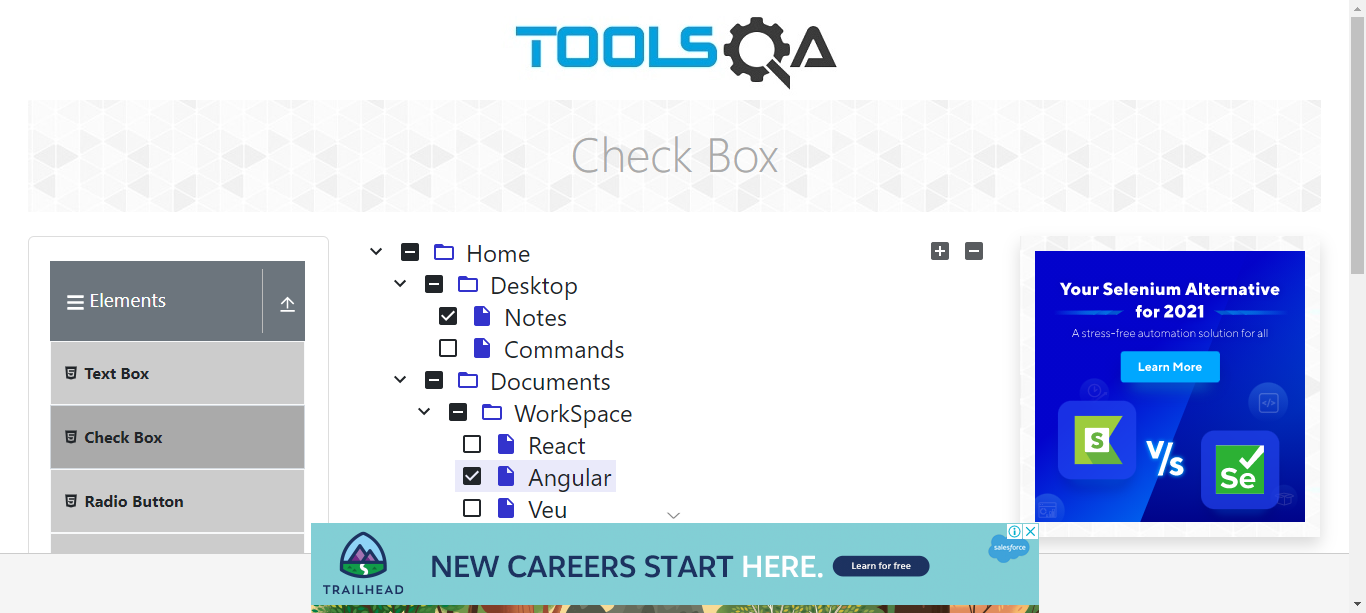 TOOLSQA
Check Box
Elements
Text Box
Check Box
Radio Button
Home
Desktop
Notes
Commands
Documents
WorkSpace
React
Angular
Veu
Your Selenium Alternative
for 2021
A stress-free automation solution for all
Learn More
S
V/s
Se
TRAILHEAD
NEW CAREERS START HERE.
Learn for free
salesforce